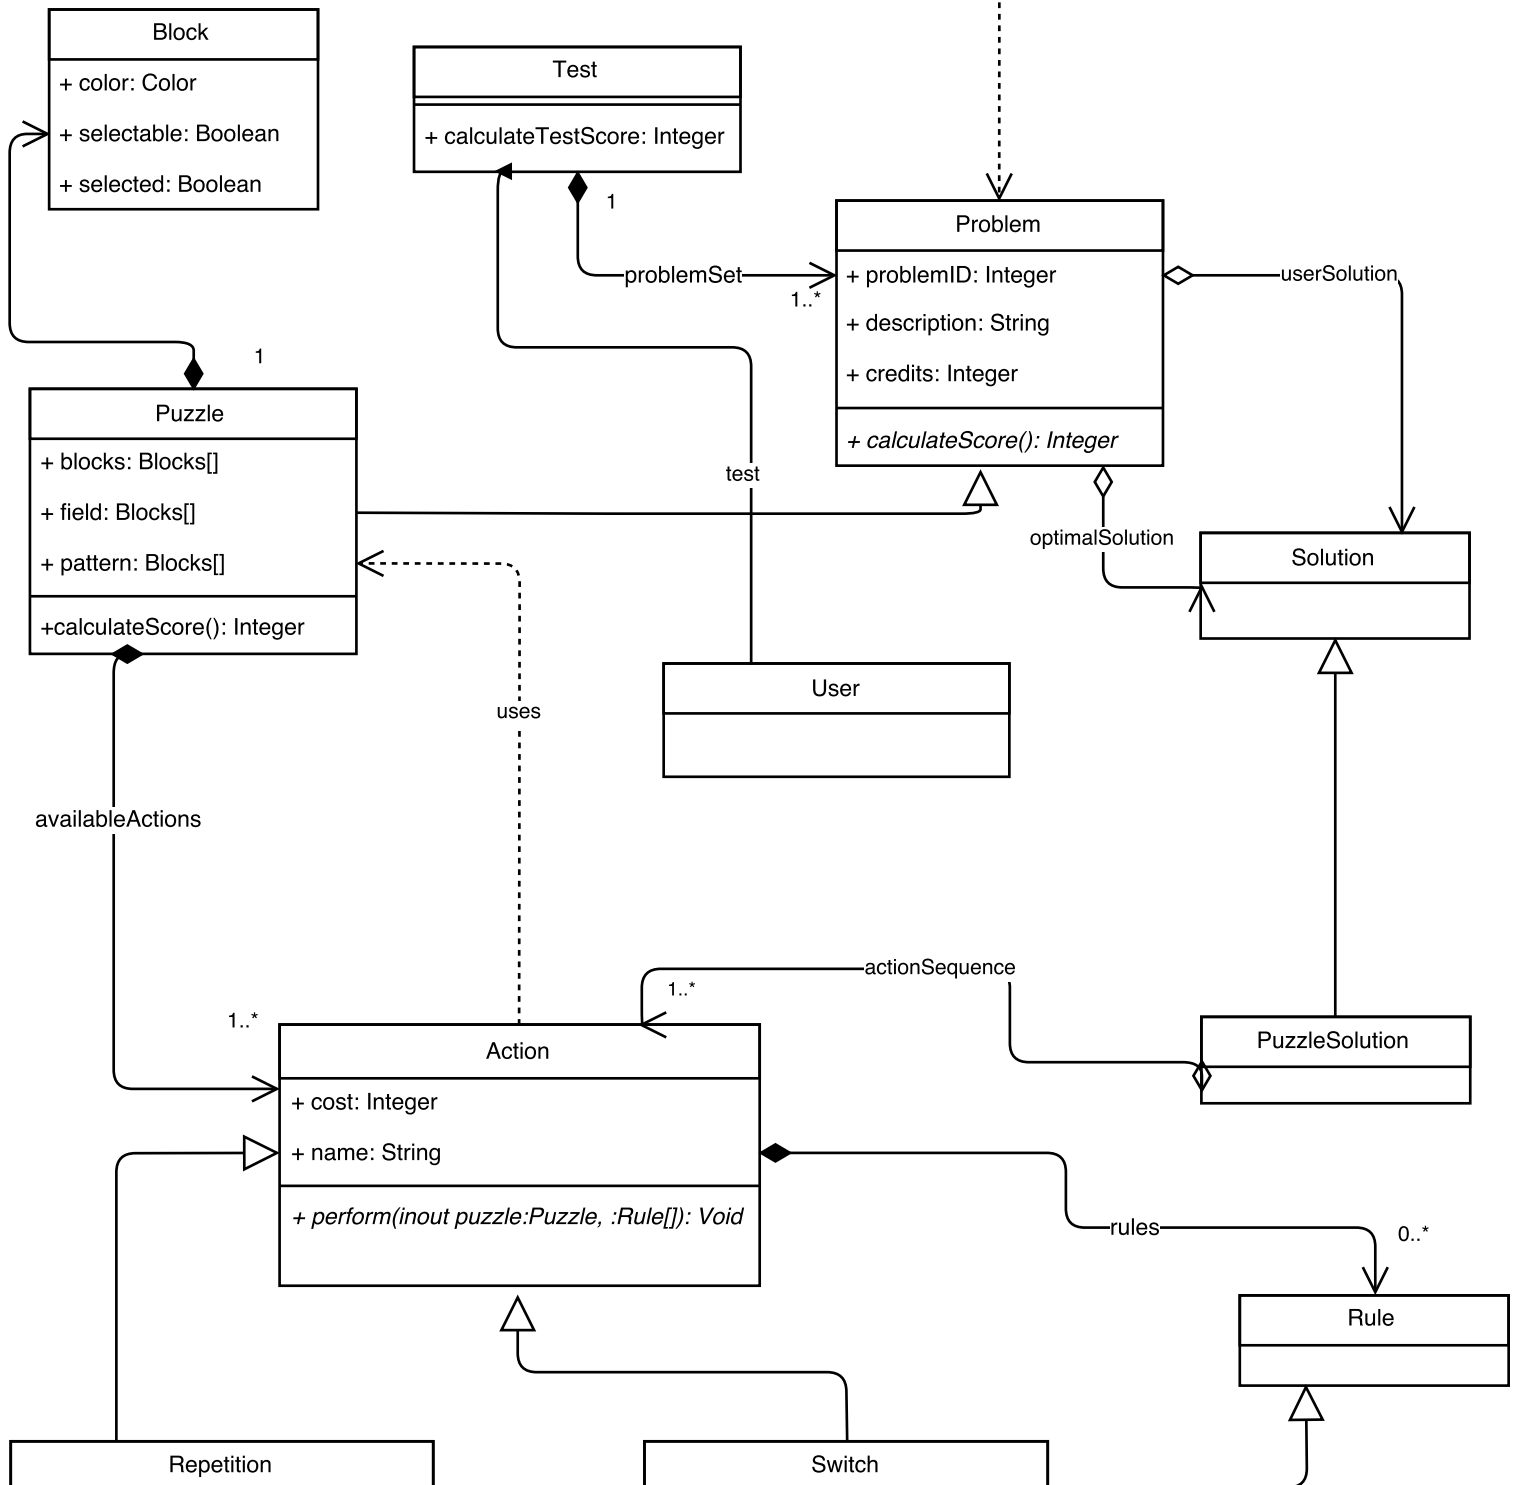 Block
+ color: Color
+ selectable: Boolean
+ selected: Boolean
Test
+ calculateTestScore: Integer
1
problemSet
1..*
Problem
+ problemID: Integer
+ description: String
+ credits: Integer
+ calculateScore(): Integer
userSolution
1
Puzzle
+ blocks: Blocks[]
+ field: Blocks[]
+ pattern: Blocks[]
+calculateScore(): Integer
test
optimalSolution
Solution
User
uses
availableActions
actionSequence
1..*
1..*
Action
+ cost: Integer
+ name: String
+ perform(inout puzzle:Puzzle, :Rule[]): Void
PuzzleSolution
rules
0..*
Rule
Repetition
Switch